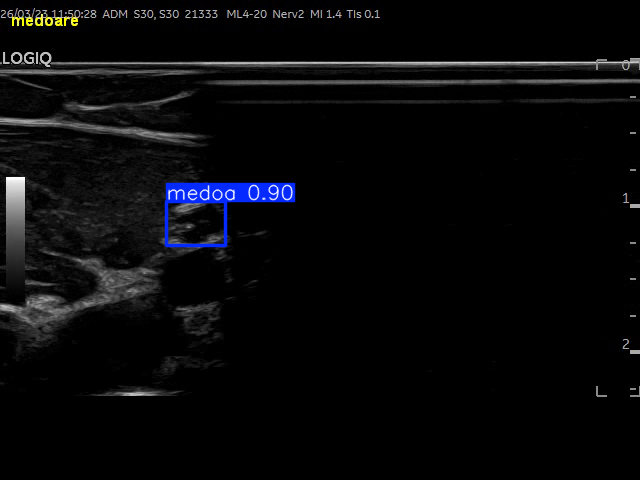 26/03/23 11:50:28 ADM S30, S30 21333 ML4-20 Nerv2 MI 1.4 TIs 0.1
medoare
LOGIQ
0
medoa 0.90
1
2